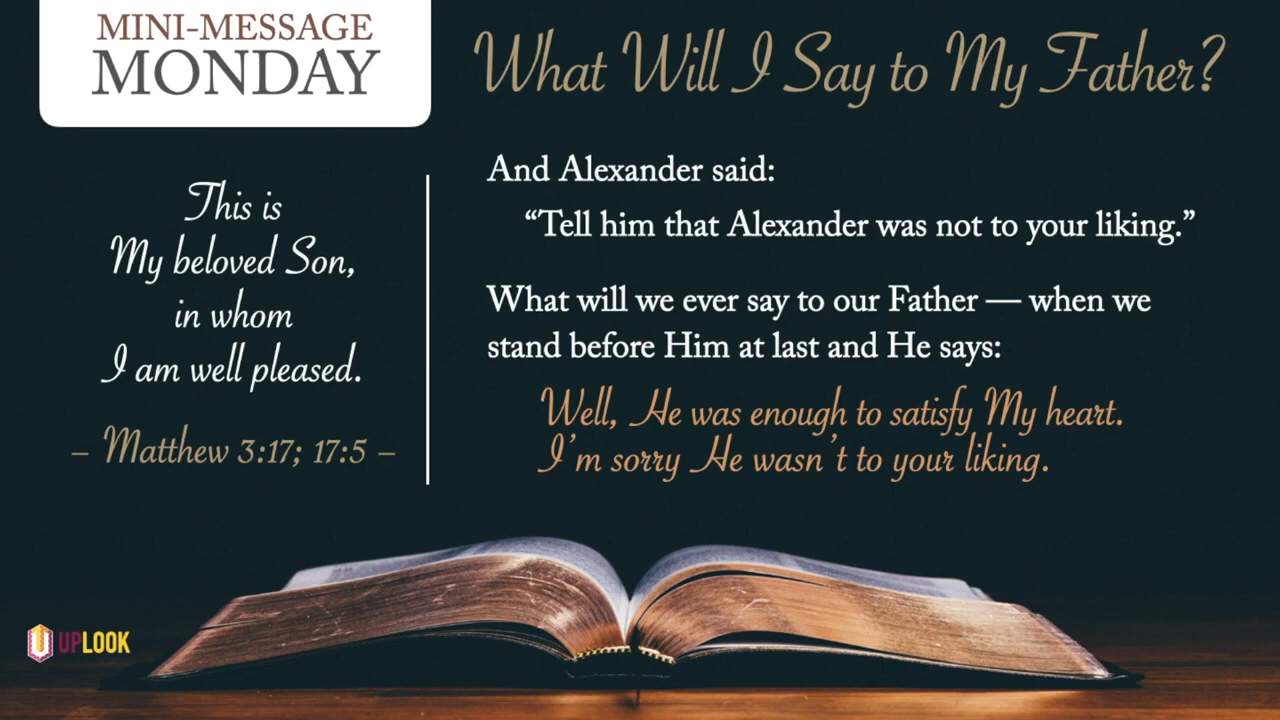 MINI-MESSAGE
MONDAY
What Will I Say to My Father?
This is
My beloved Son,
in whom
I am well pleased.
– Matthew 3:17; 17:5 –
And Alexander said:
“Tell him that Alexander was not to your liking.”
What will we ever say to our Father — when we
stand before Him at last and He says:
Well, He was enough to satisfy My heart.
I’m sorry He wasn’t to your liking.
UPLOOK